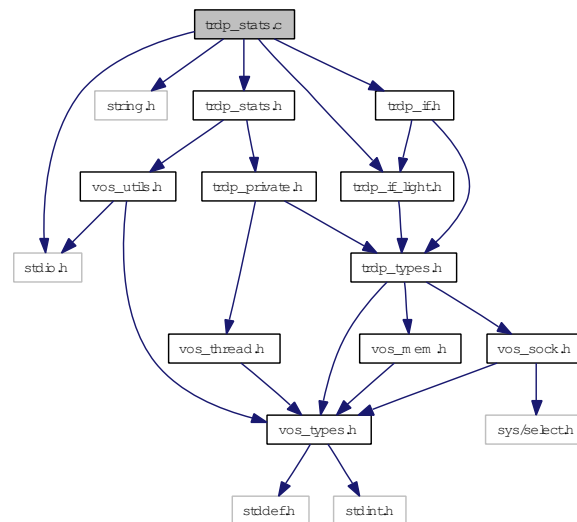 trdp_stats.c
string.h
trdp_stats.h
trdp_if.h
vos_utils.h
trdp_private.h
trdp_if_light.h
stdio.h
trdp_types.h
vos_thread.h
vos_mem.h
vos_sock.h
vos_types.h
sys/select.h
stddef.h
stdint.h